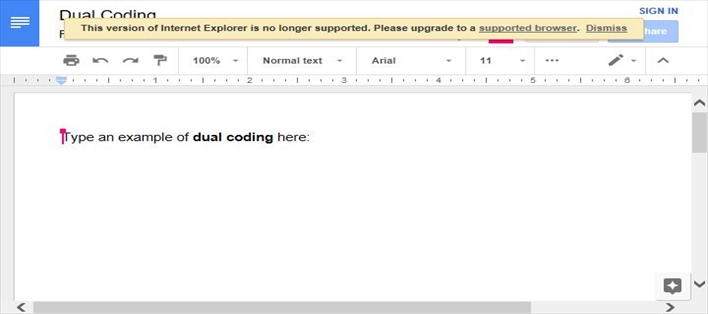 Dual Coding
SIGN IN
This version of Internet Explorer is no longer supported. Please upgrade to a supported browser. Dismiss
F
hare
100% Normal text Arial 11 ...
1 1 2 3 4 5 6
Type an example of dual coding here: